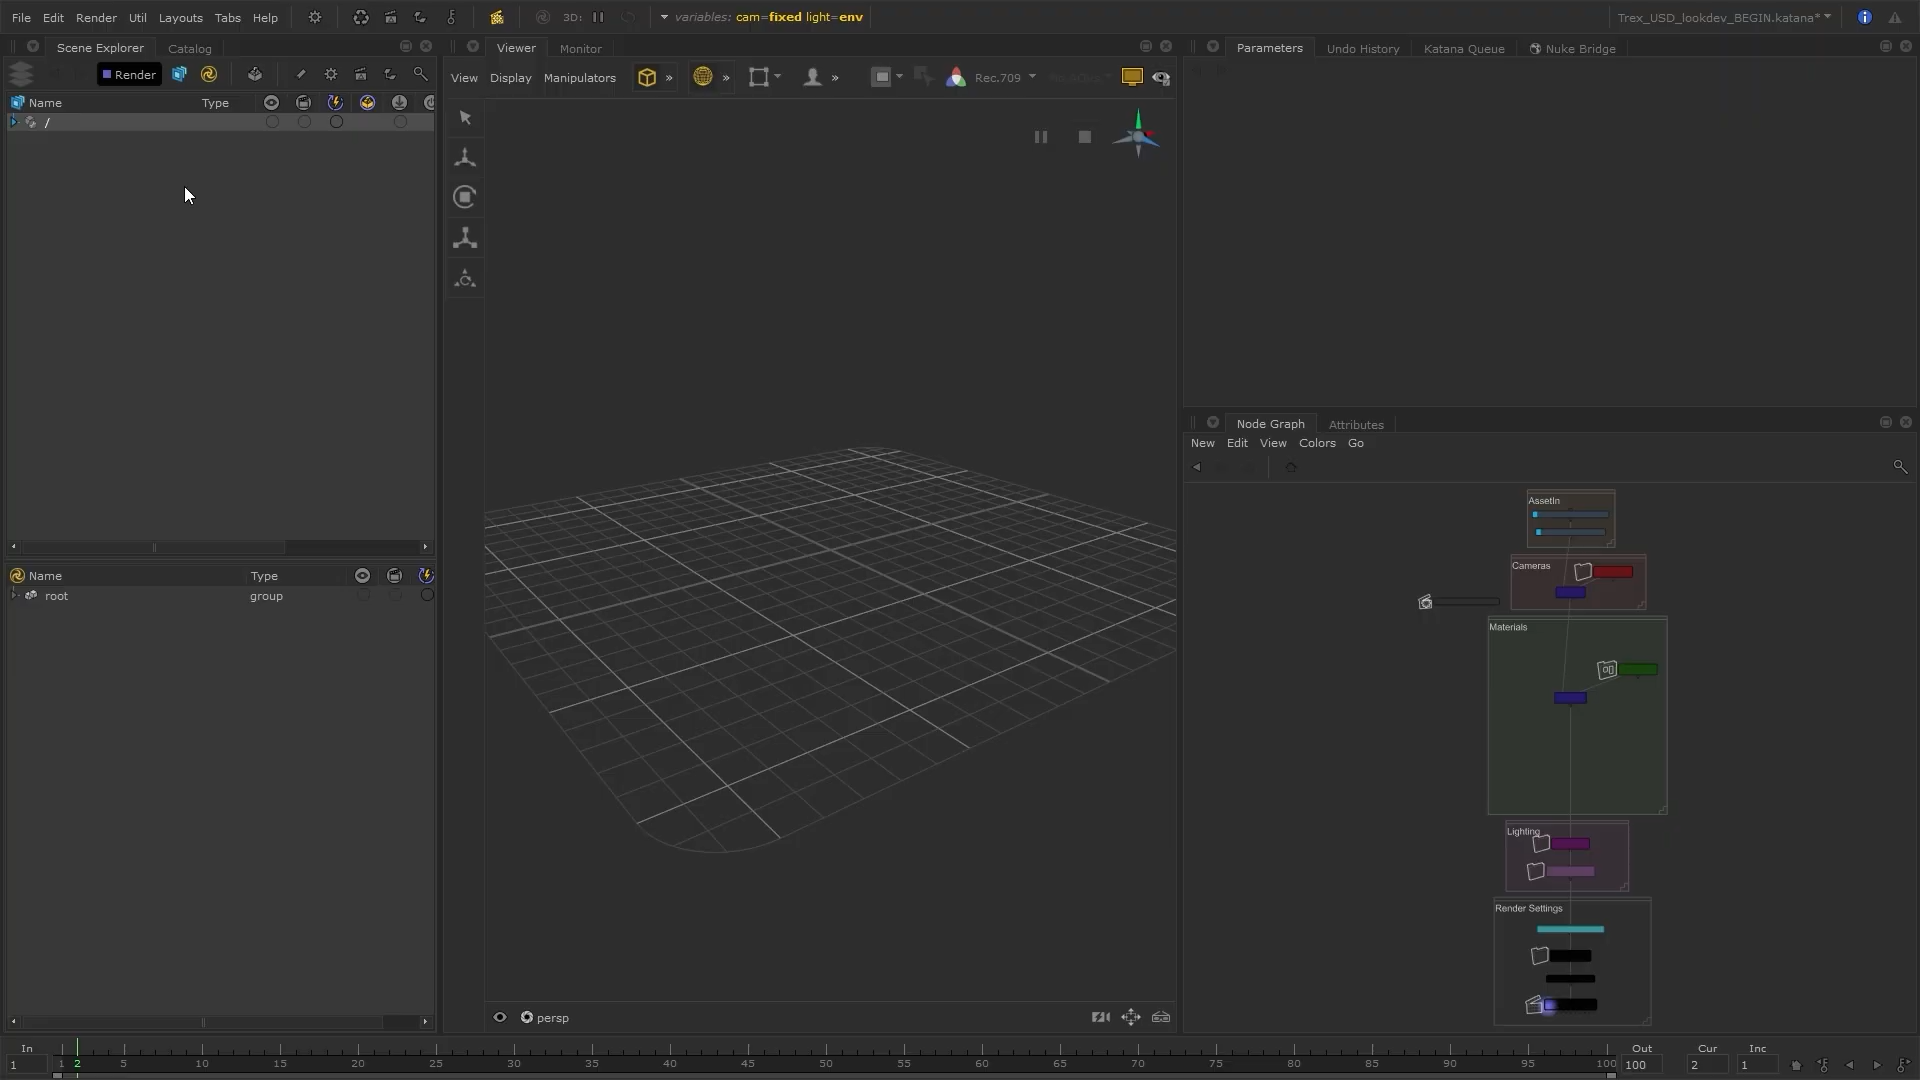 File Edit Render Util Layouts Tabs Help
3D:
variables: cam=fixed light=env
Trex_USD_lookdev_BEGIN.katana*
Scene Explorer Catalog
Viewer Monitor
Parameters Undo History Katana Queue Nuke Bridge
Render
View Display Manipulators
Rec.709
Name Type
/
Node Graph Attributes
New Edit View Colors Go
AssetIn
Cameras
Materials
Lighting
Render Settings
Name Type
root group
persp
In
1
1 2 5 10 15 20 25 30 35 40 45 50 55 60 65 70 75 80 85 90 95 100
Out
100
Cur
2
Inc
1